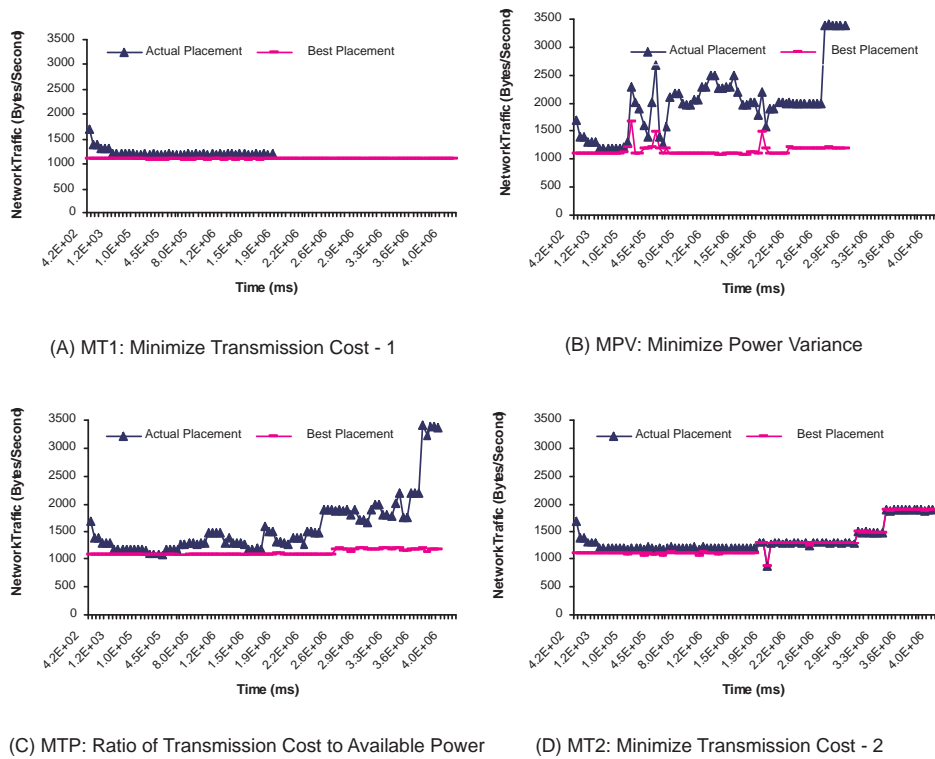 3500
3000
2500
2000
1500
1000
500
0
NetworkTraffic (Bytes/Second)
Actual Placement
Best Placement
4.2E+02
1.2E+03
1.0E+05
4.5E+05
8.0E+05
1.2E+06
1.5E+06
1.9E+06
2.2E+06
2.6E+06
2.9E+06
3.3E+06
3.6E+06
4.0E+06
Time (ms)
(A) MT1: Minimize Transmission Cost - 1
3500
3000
2500
2000
1500
1000
500
0
NetworkTraffic (Bytes/Second)
Actual Placement
Best Placement
4.2E+02
1.2E+03
1.0E+05
4.5E+05
8.0E+05
1.2E+06
1.5E+06
1.9E+06
2.2E+06
2.6E+06
2.9E+06
3.3E+06
3.6E+06
4.0E+06
Time (ms)
(B) MPV: Minimize Power Variance
3500
3000
2500
2000
1500
1000
500
0
NetworkTraffic (Bytes/Second)
Actual Placement
Best Placement
4.2E+02
1.2E+03
1.0E+05
4.5E+05
8.0E+05
1.2E+06
1.5E+06
1.9E+06
2.2E+06
2.6E+06
2.9E+06
3.3E+06
3.6E+06
4.0E+06
Time (ms)
(C) MTP: Ratio of Transmission Cost to Available Power
3500
3000
2500
2000
1500
1000
500
0
NetworkTraffic (Bytes/Second)
Actual Placement
Best Placement
4.2E+02
1.2E+03
1.0E+05
4.5E+05
8.0E+05
1.2E+06
1.5E+06
1.9E+06
2.2E+06
2.6E+06
2.9E+06
3.3E+06
3.6E+06
4.0E+06
Time (ms)
(D) MT2: Minimize Transmission Cost - 2